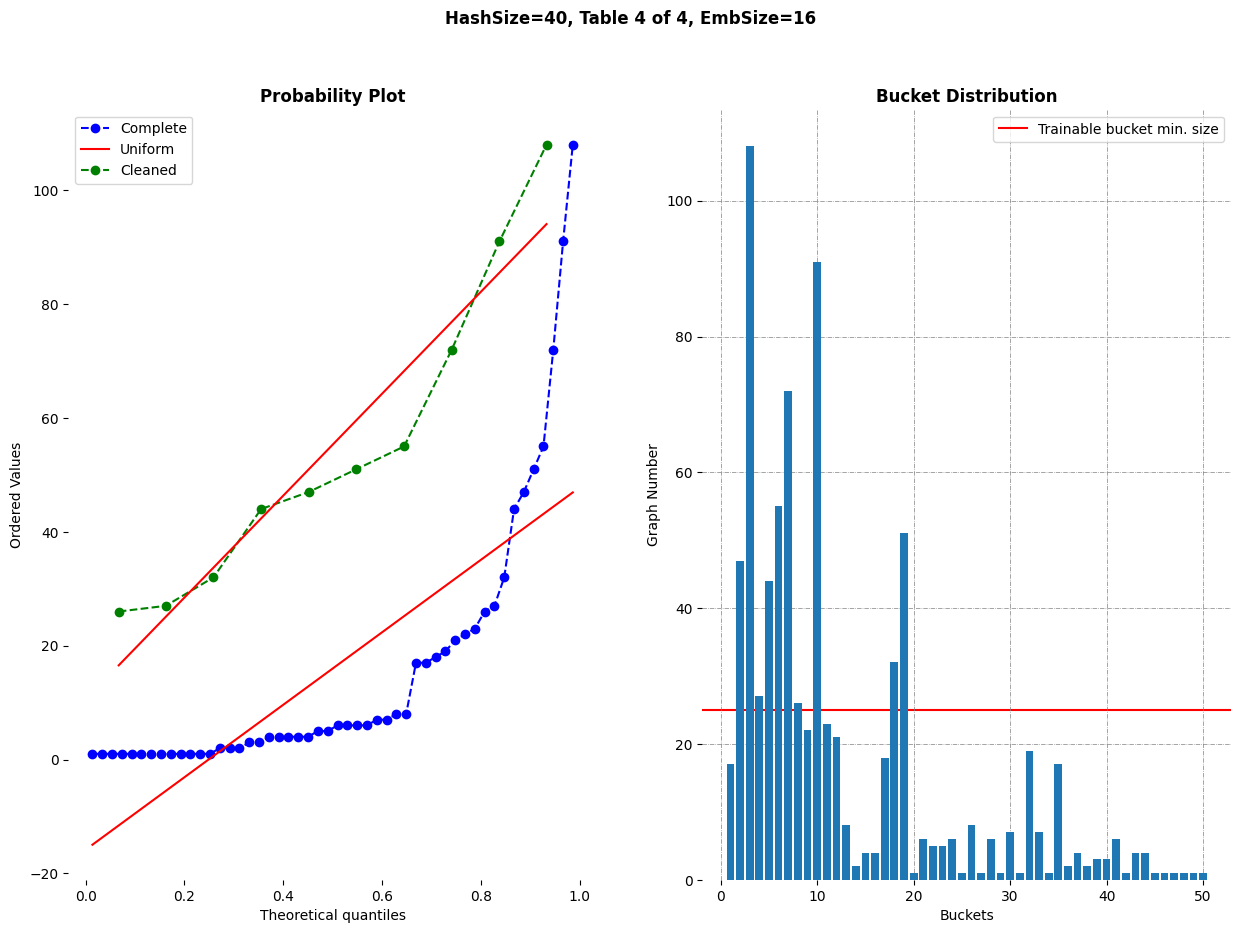 HashSize=40, Table 4 of 4, EmbSize=16
Probability Plot
Complete
Uniform
Cleaned
Ordered Values
100
80
60
40
20
0
−20
0.0 0.2 0.4 0.6 0.8 1.0
Theoretical quantiles
Bucket Distribution
Trainable bucket min. size
Graph Number
100
80
60
40
20
0
0 10 20 30 40 50
Buckets